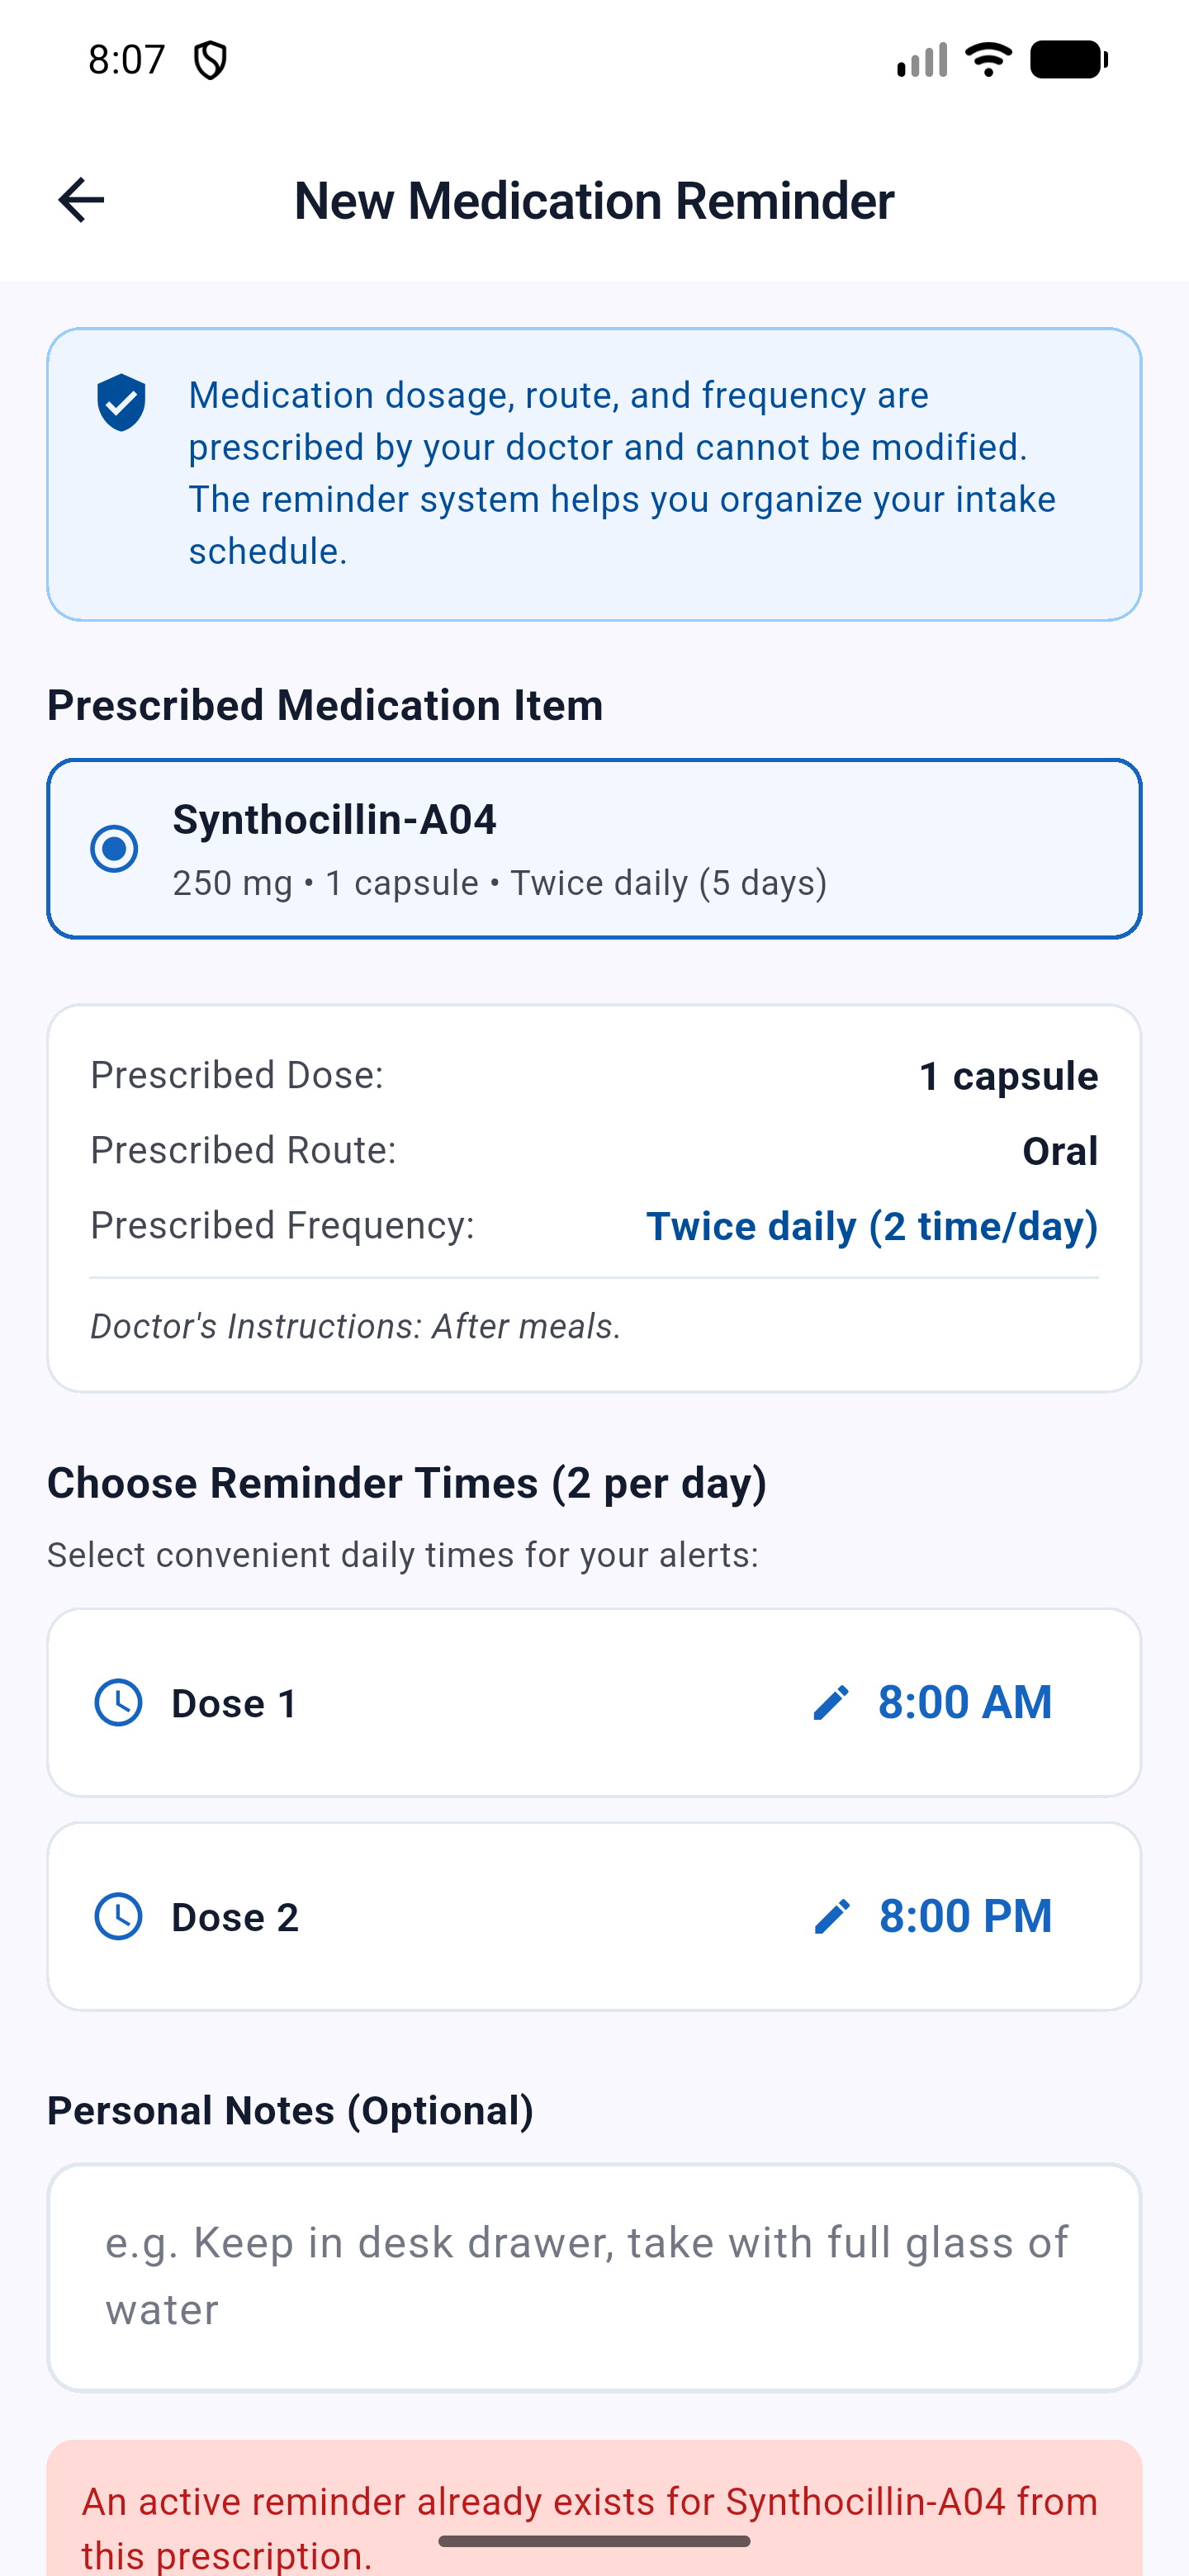 8:07
New Medication Reminder
Medication dosage, route, and frequency are
prescribed by your doctor and cannot be modified.
The reminder system helps you organize your intake
schedule.
Prescribed Medication Item
Synthocillin-A04
250 mg • 1 capsule • Twice daily (5 days)
Prescribed Dose: 1 capsule
Prescribed Route: Oral
Prescribed Frequency: Twice daily (2 time/day)
Doctor's Instructions: After meals.
Choose Reminder Times (2 per day)
Select convenient daily times for your alerts:
Dose 1 8:00 AM
Dose 2 8:00 PM
Personal Notes (Optional)
e.g. Keep in desk drawer, take with full glass of
water
An active reminder already exists for Synthocillin-A04 from
this prescription.